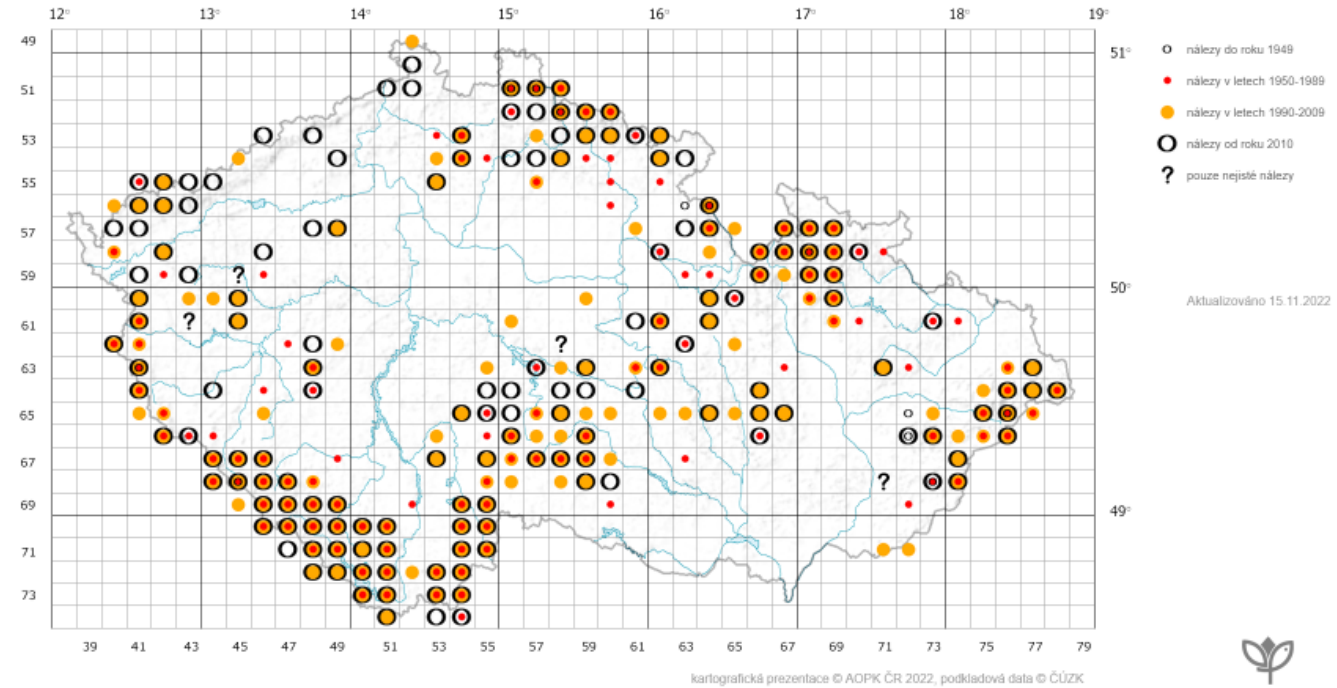 12° 13° 14° 15° 16° 17° 18° 19°
49
51°
nálezy do roku 1949
51
nálezy v letech 1950-1989
nálezy v letech 1990-2009
53
nálezy od roku 2010
55
? pouze nejisté nálezy
57
59
?
50°
Aktualizováno 15.11.2022
61
?
?
63
65
67
?
69
49°
71
73
39 41 43 45 47 49 51 53 55 57 59 61 63 65 67 69 71 73 75 77 79
kartografická prezentace © AOPK ČR 2022, podkladová data © ČÚZK